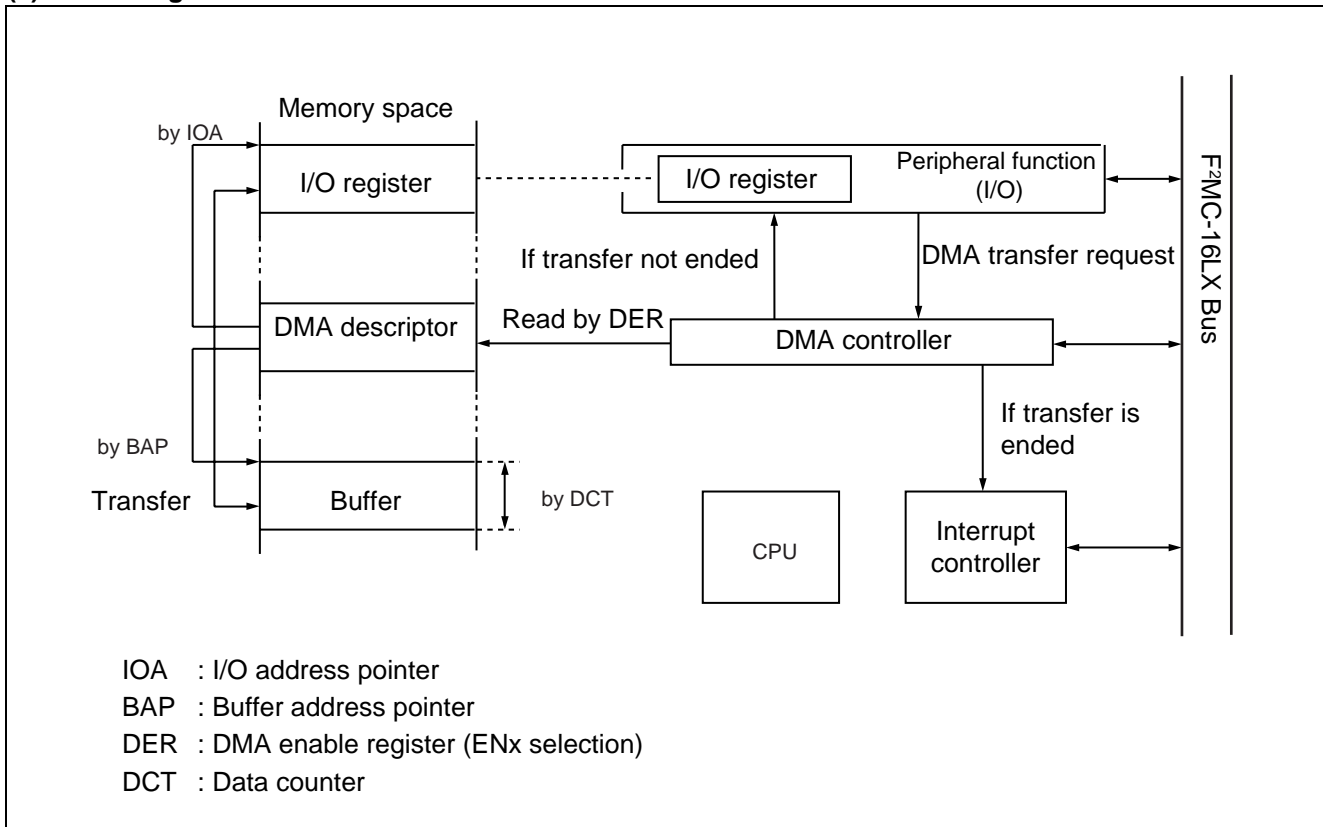 Memory space
by IOA
I/O register
I/O register
Peripheral function
(I/O)
F²MC-16LX Bus
If transfer not ended
DMA transfer request
DMA descriptor
Read by DER
DMA controller
If transfer is
ended
by BAP
Transfer
Buffer
by DCT
CPU
Interrupt
controller
IOA : I/O address pointer
BAP : Buffer address pointer
DER : DMA enable register (ENx selection)
DCT : Data counter